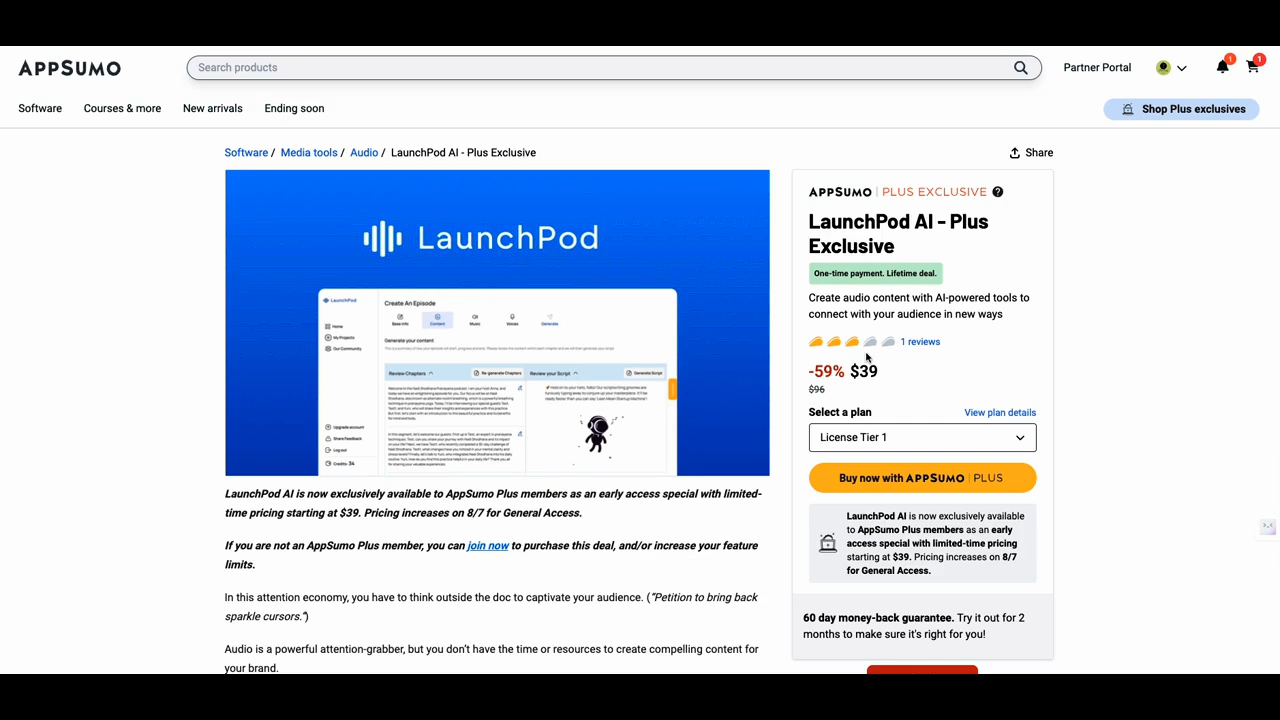 APPSUMO
Search products
Partner Portal
1
1
Software
Courses & more
New arrivals
Ending soon
Shop Plus exclusives
Software / Media tools / Audio / LaunchPod AI - Plus Exclusive
Share
LaunchPod
LaunchPod
Create An Episode
Home
My Projects
Our Community
Base Info
Content
Music
Voices
Generate
Generate your content
Review Chapters
Re-generate Chapters
Review your Script
Generate Script
Upgrade account
Share Feedback
Log out
Credits: 34
LaunchPod AI is now exclusively available to AppSumo Plus members as an early access special with limited-
time pricing starting at $39. Pricing increases on 8/7 for General Access.
If you are not an AppSumo Plus member, you can join now to purchase this deal, and/or increase your feature
limits.
In this attention economy, you have to think outside the doc to captivate your audience. (“Petition to bring back
sparkle cursors.”)
Audio is a powerful attention-grabber, but you don’t have the time or resources to create compelling content for
your brand.
APPSUMO | PLUS EXCLUSIVE ?
LaunchPod AI - Plus
Exclusive
One-time payment. Lifetime deal.
Create audio content with AI-powered tools to
connect with your audience in new ways
1 reviews
-59% $39
$96
Select a plan
View plan details
License Tier 1
Buy now with APPSUMO | PLUS
LaunchPod AI is now exclusively available
to AppSumo Plus members as an early
access special with limited-time pricing
starting at $39. Pricing increases on 8/7
for General Access.
60 day money-back guarantee. Try it out for 2
months to make sure it's right for you!